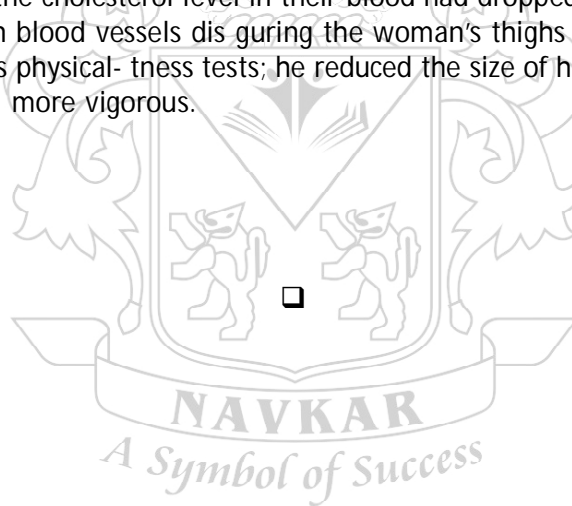 the cholesterol level in their blood had dropped
n blood vessels dis guring the woman's thighs
s physical- tness tests; he reduced the size of h
more vigorous.
❑
NAVKAR
A Symbol of Success